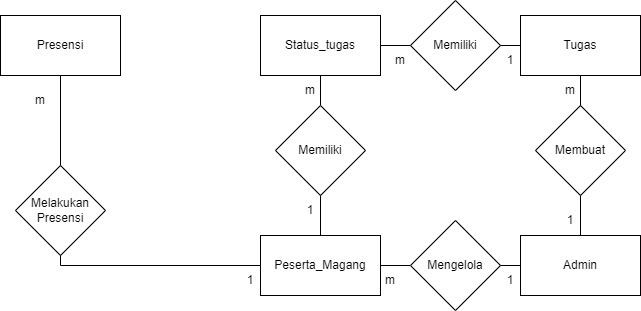 Presensi
Status_tugas
Memiliki
Tugas
m
1
m
m
m
Memiliki
Membuat
Melakukan
Presensi
1
1
Peserta_Magang
Mengelola
Admin
1
m
1